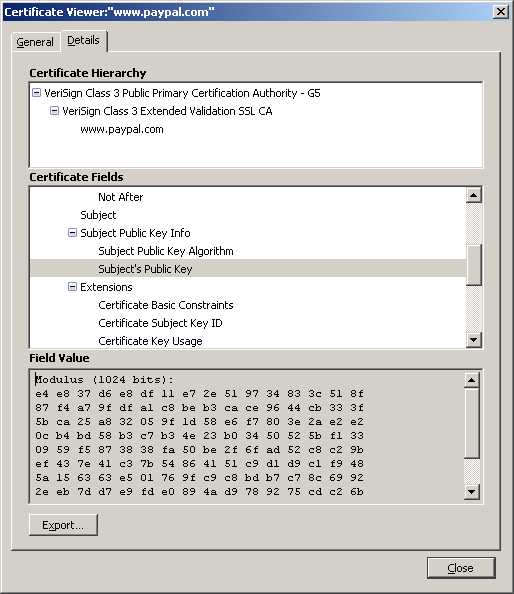 Certificate Viewer:"www.paypal.com"
General
Details
Certificate Hierarchy
VeriSign Class 3 Public Primary Certification Authority - G5
VeriSign Class 3 Extended Validation SSL CA
www.paypal.com
Certificate Fields
Not After
Subject
Subject Public Key Info
Subject Public Key Algorithm
Subject's Public Key
Extensions
Certificate Basic Constraints
Certificate Subject Key ID
Certificate Key Usage
Field Value
Modulus (1024 bits):
e4 e8 37 d6 e8 df 11 e7 2e 51 97 34 83 3c 51 8f
87 f4 a7 9f df a1 c8 be b3 ca ce 96 44 cb 33 3f
5b ca 25 a8 32 05 9f 1d 58 e6 f7 80 3e 2a e2 e2
0c b4 bd 58 b3 c7 b3 4e 23 b0 34 50 52 5b f1 33
09 59 f5 87 38 38 fa 50 be 2f 6f ad 52 c8 c2 9b
ef 43 7e 41 c3 7b 54 86 41 51 c9 d1 d9 c1 f9 48
5a 15 63 63 e5 01 76 9f c9 c8 bd b7 c7 8c 69 92
2e eb 7d d7 e9 fd e0 89 4a d9 78 92 75 cd c2 6b
Export...
Close